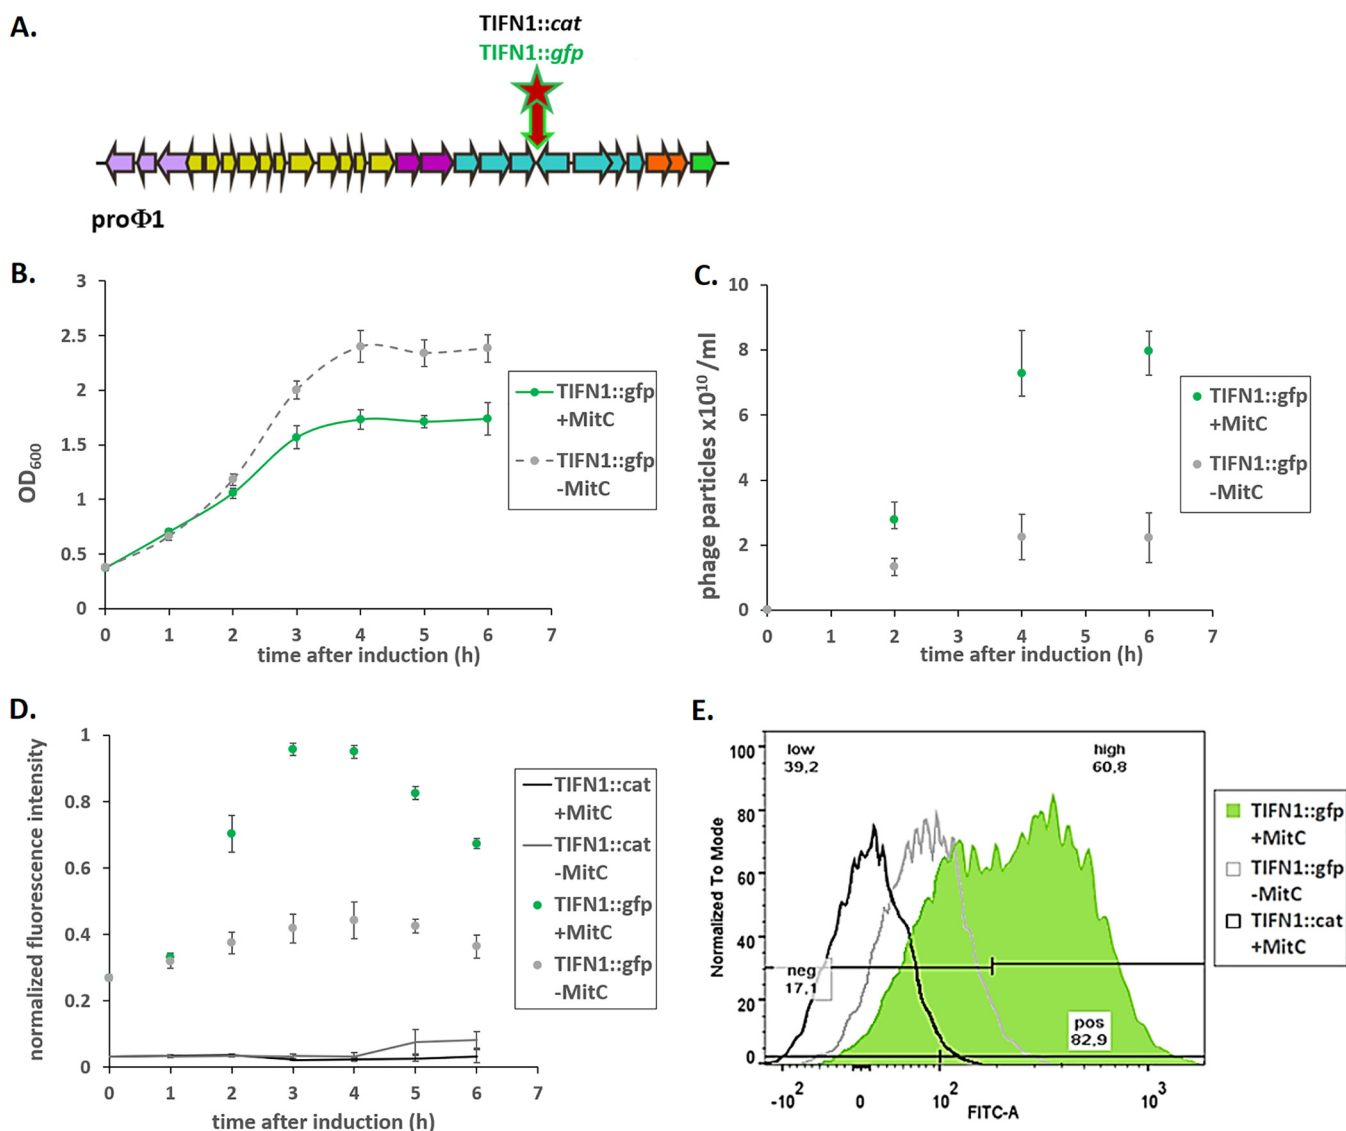 A.
TIFN1::cat
TIFN1::gfp
proΦ1
B.
3
2.5
2
1.5
1
0.5
0
OD600
0 1 2 3 4 5 6 7
time after induction (h)
TIFN1::gfp
+MitC
TIFN1::gfp
-MitC
C.
10
8
6
4
2
0
phage particles x10^10 /ml
0 1 2 3 4 5 6 7
time after induction (h)
TIFN1::gfp
+MitC
TIFN1::gfp
-MitC
D.
1
0.8
0.6
0.4
0.2
0
normalized fluorescence intensity
0 1 2 3 4 5 6 7
time after induction (h)
TIFN1::cat
+MitC
TIFN1::cat
-MitC
TIFN1::gfp
+MitC
TIFN1::gfp
-MitC
E.
100
80
60
40
20
0
Normalized To Mode
low
39,2
high
60,8
neg
17,1
pos
82,9
-10^2 0 10^2 10^3
FITC-A
TIFN1::gfp
+MitC
TIFN1::gfp
-MitC
TIFN1::cat
+MitC